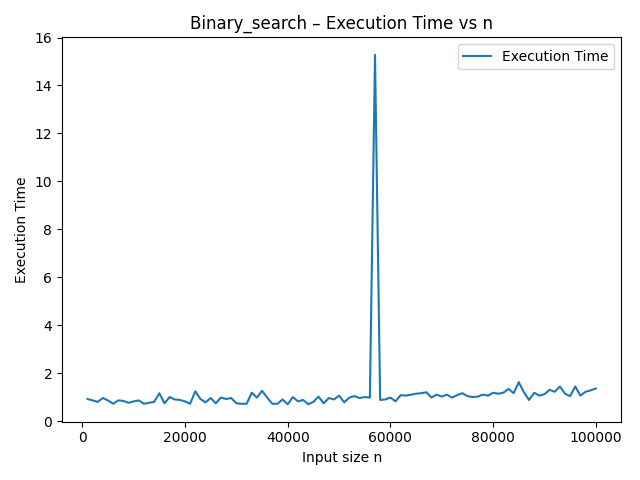 Binary_search – Execution Time vs n
Execution Time
16
14
12
10
8
6
4
2
0
Execution Time
0 20000 40000 60000 80000 100000
Input size n